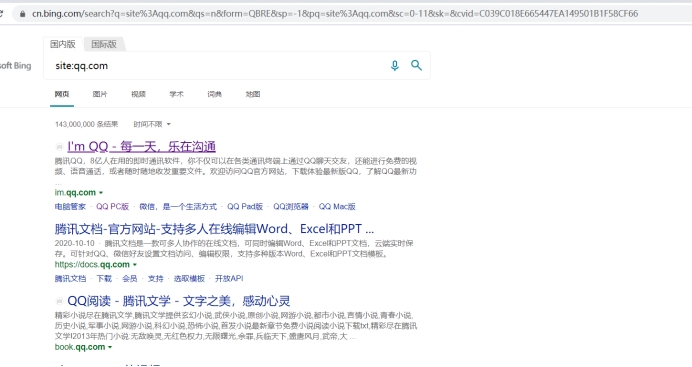 cn.bing.com/search?q=site%3Aqq.com&qs=n&form=QBRE&sp=-1&pq=site%3Aqq.com&sc=0-11&sk=&cvid=C039C018E665447EA149501B1F58CF66
国内版 国际版
soft Bing
site:qq.com
网页 图片 视频 学术 词典 地图
143,000,000 条结果 时间不限
I'm QQ - 每一天，乐在沟通
腾讯QQ，8亿人在用的即时通讯软件，你不仅可以在各类通讯终端上通过QQ聊天交友，还能进行免费的视
频、语音通话，或者随时随地收发重要文件。欢迎访问QQ官方网站，下载体验最新版QQ，了解QQ最新功
...
im.qq.com
电脑管家 · QQ PC版 · 微信，是一个生活方式 · QQ Pad版 · QQ浏览器 · QQ Mac版
腾讯文档-官方网站-支持多人在线编辑Word、Excel和PPT ...
2020-10-10 · 腾讯文档是一款可多人协作的在线文档，可同时编辑Word、Excel和PPT文档，云端实时保
存。可针对QQ、微信好友设置文档访问、编辑权限，支持多种版本Word、Excel和PPT文档模板。
https://docs.qq.com
腾讯文档 · 下载 · 会员 · 支持 · 选取模板 · 开放API
QQ阅读 - 腾讯文学 - 文字之美，感动心灵
精彩小说尽在腾讯文学,腾讯文学提供玄幻小说,武侠小说,原创小说,网游小说,都市小说,言情小说,青春小说,
历史小说,军事小说,网游小说,科幻小说,恐怖小说,首发小说最新章节免费小说阅读小说下载txt,精彩尽在腾讯文
学!2013年热门小说:无敌唤灵,无红色权力,无限曙光,余罪,兵临天下,盛唐风月,武帝,大 ...
book.qq.com